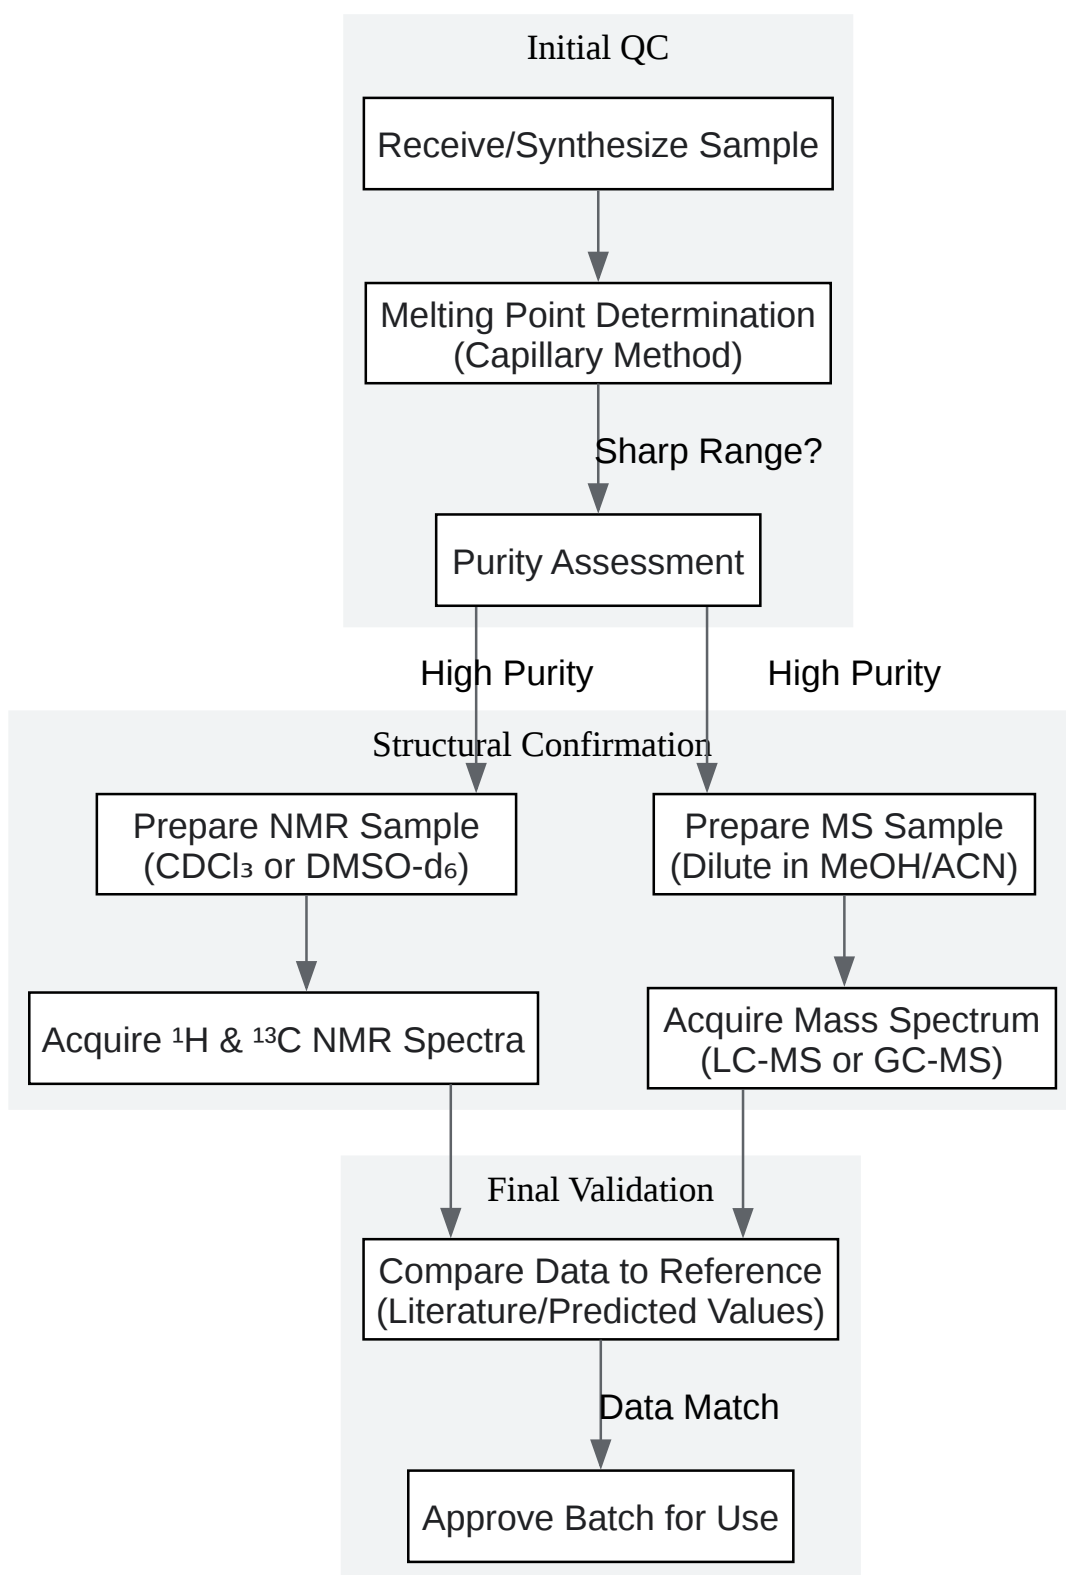 Initial QC
Receive/Synthesize Sample
Melting Point Determination
(Capillary Method)
Sharp Range?
Purity Assessment
High Purity
High Purity
Structural Confirmation
Prepare NMR Sample
(CDCl₃ or DMSO-d₆)
Prepare MS Sample
(Dilute in MeOH/ACN)
Acquire ¹H & ¹³C NMR Spectra
Acquire Mass Spectrum
(LC-MS or GC-MS)
Final Validation
Compare Data to Reference
(Literature/Predicted Values)
Data Match
Approve Batch for Use